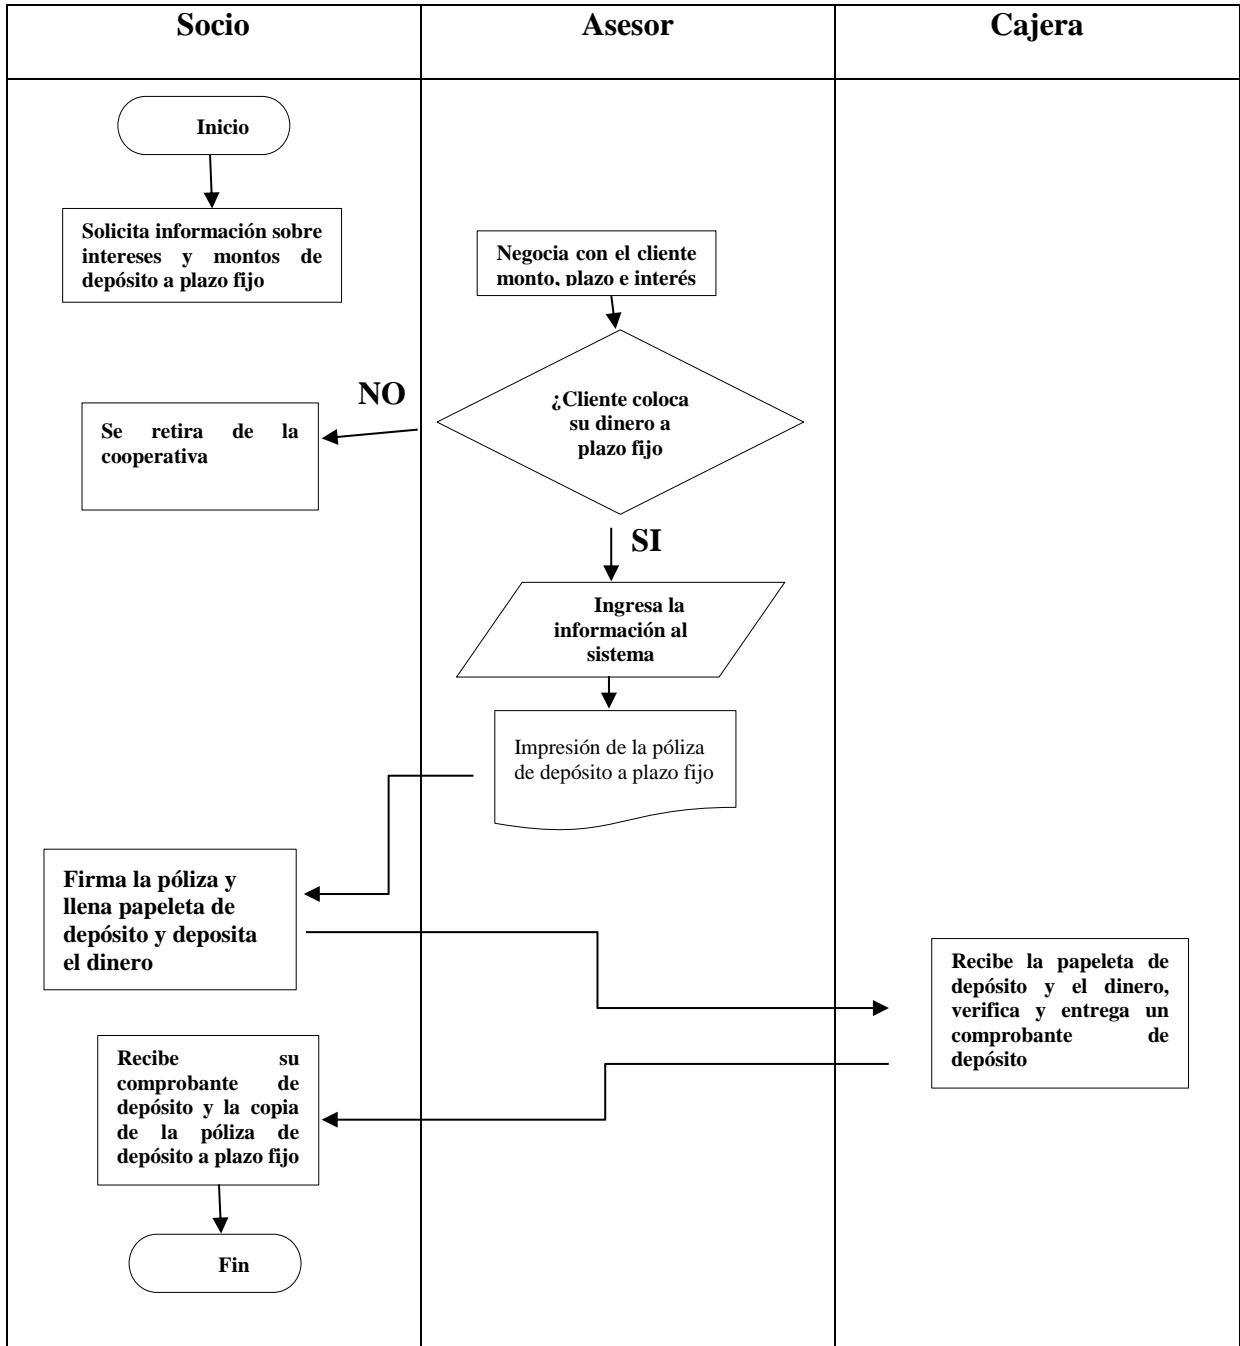 Socio
Asesor
Cajera
Inicio
Solicita información sobre
intereses y montos de
depósito a plazo fijo
Negocia con el cliente
monto, plazo e interés
¿Cliente coloca
su dinero a
plazo fijo
NO
Se retira de la
cooperativa
SI
Ingresa la
información al
sistema
Impresión de la póliza
de depósito a plazo fijo
Firma la póliza y
llena papeleta de
depósito y deposita
el dinero
Recibe la papeleta de
depósito y el dinero,
verifica y entrega un
comprobante de
depósito
Recibe su
comprobante de
depósito y la copia
de la póliza de
depósito a plazo fijo
Fin